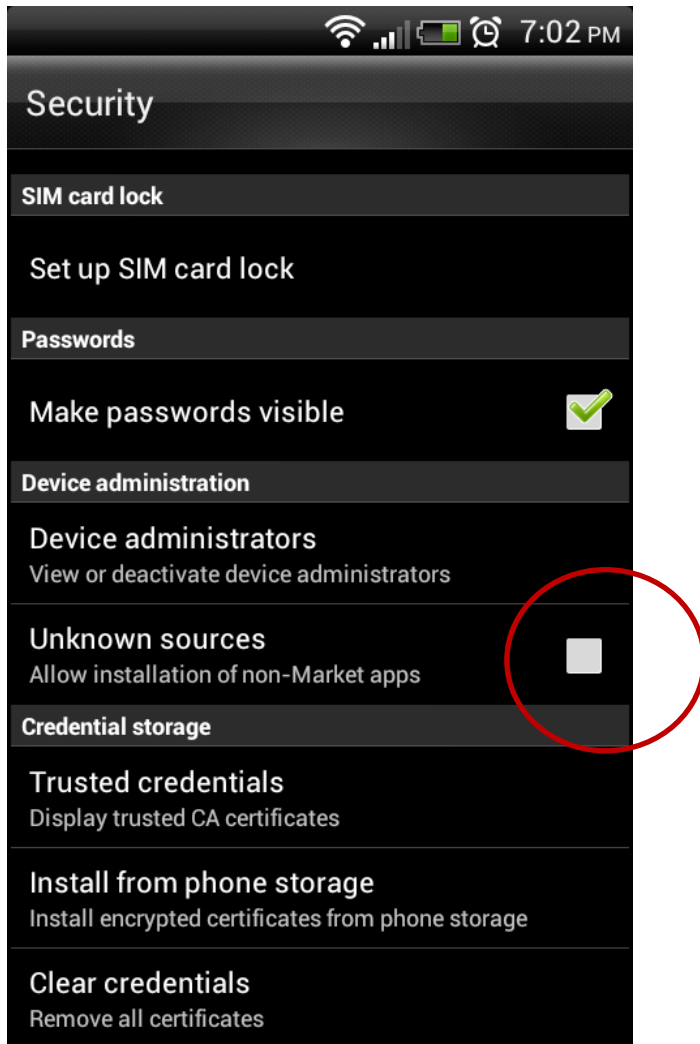 7:02 PM
Security
SIM card lock
Set up SIM card lock
Passwords
Make passwords visible
Device administration
Device administrators
View or deactivate device administrators
Unknown sources
Allow installation of non-Market apps
Credential storage
Trusted credentials
Display trusted CA certificates
Install from phone storage
Install encrypted certificates from phone storage
Clear credentials
Remove all certificates